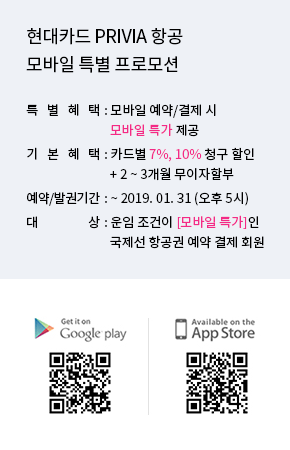 현대카드 PRIVIA 항공
모바일 특별 프로모션
특 별 혜 택 : 모바일 예약/결제 시
모바일 특가 제공
기 본 혜 택 : 카드별 7%, 10% 청구 할인
+ 2 ~ 3개월 무이자할부
예약/발권기간 : ~ 2019. 01. 31 (오후 5시)
대 상 : 운임 조건이 [모바일 특가]인
국제선 항공권 예약 결제 회원
Get it on
Google play
Available on the
App Store